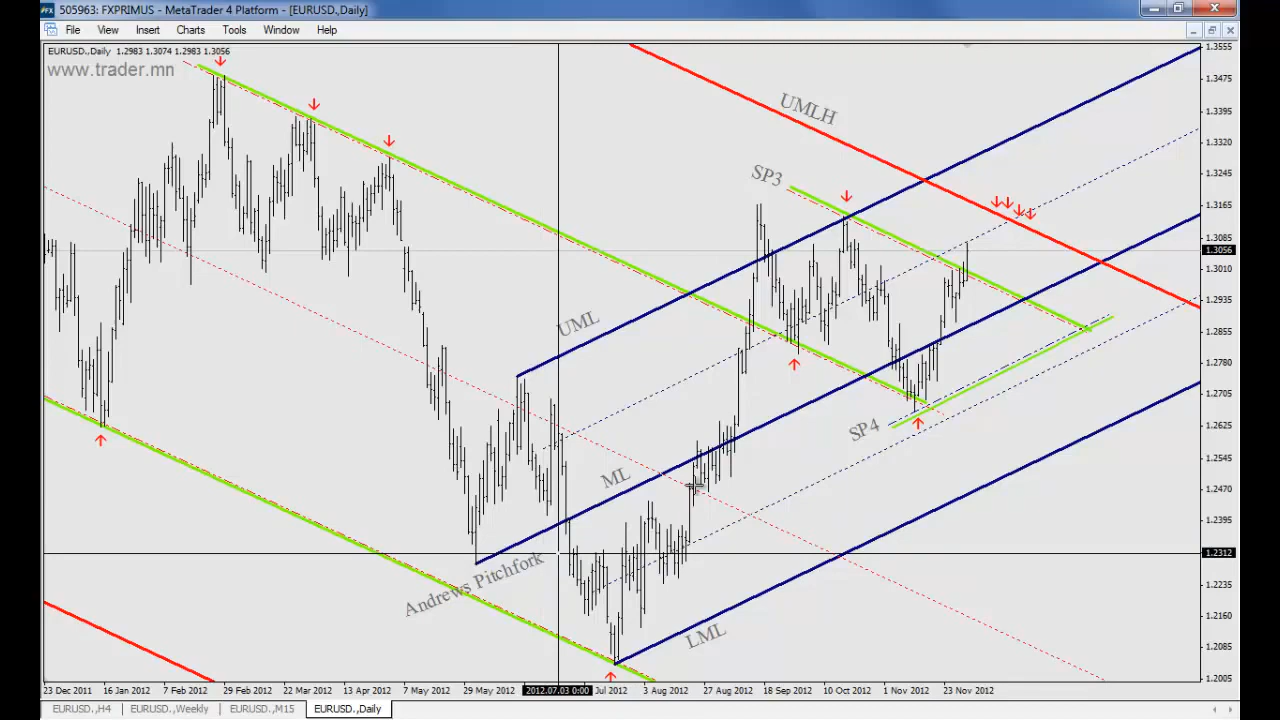 505963: FXPRIMUS - MetaTrader 4 Platform - [EURUSD.,Daily]
File View Insert Charts Tools Window Help
EURUSD.,Daily 1.2983 1.3074 1.2983 1.3056
www.trader.mn
UMLH
SP3
UML
ML
SP4
Andrews Pitchfork
LML
1.3555
1.3475
1.3395
1.3320
1.3240
1.3165
1.3085
1.3056
1.3010
1.2935
1.2855
1.2780
1.2705
1.2625
1.2545
1.2470
1.2395
1.2312
1.2235
1.2160
1.2085
1.2005
23 Dec 2011 16 Jan 2012 7 Feb 2012 29 Feb 2012 22 Mar 2012 13 Apr 2012 7 May 2012 29 May 2012 2012.07.03 0:00 Jul 2012 3 Aug 2012 27 Aug 2012 18 Sep 2012 10 Oct 2012 1 Nov 2012 23 Nov 2012
EURUSD.,H4 EURUSD.,Weekly EURUSD.,M15 EURUSD.,Daily